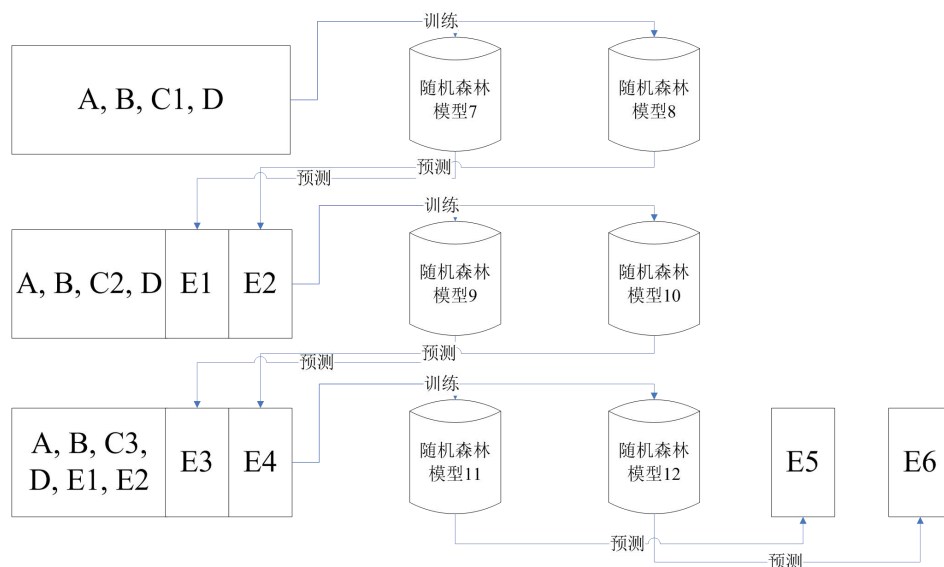 训练
A, B, C1, D
随机森林
模型7
随机森林
模型8
预测
预测
训练
A, B, C2, D
E1
E2
随机森林
模型9
随机森林
模型10
预测
预测
训练
A, B, C3,
D, E1, E2
E3
E4
随机森林
模型11
随机森林
模型12
E5
E6
预测
预测